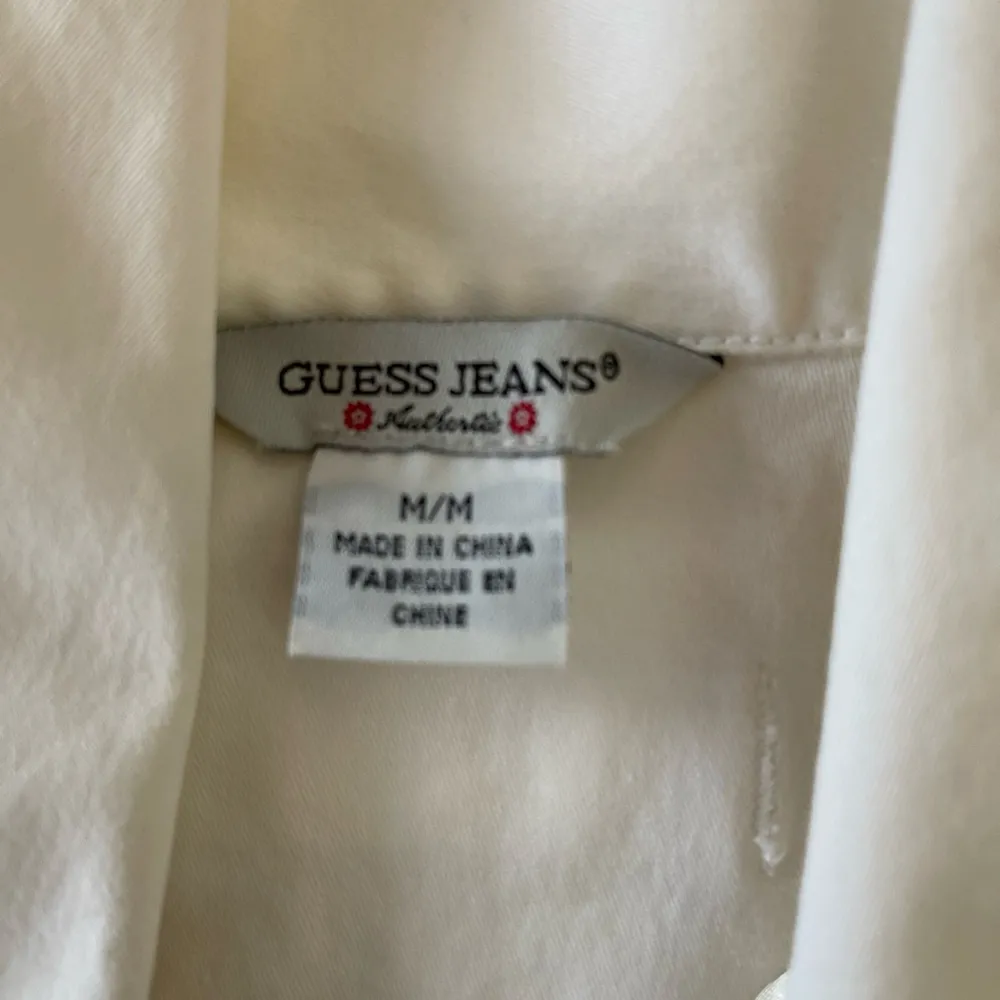 GUESS JEANS®
Authentic
M/M
MADE IN CHINA
FABRIQUE EN
CHINE